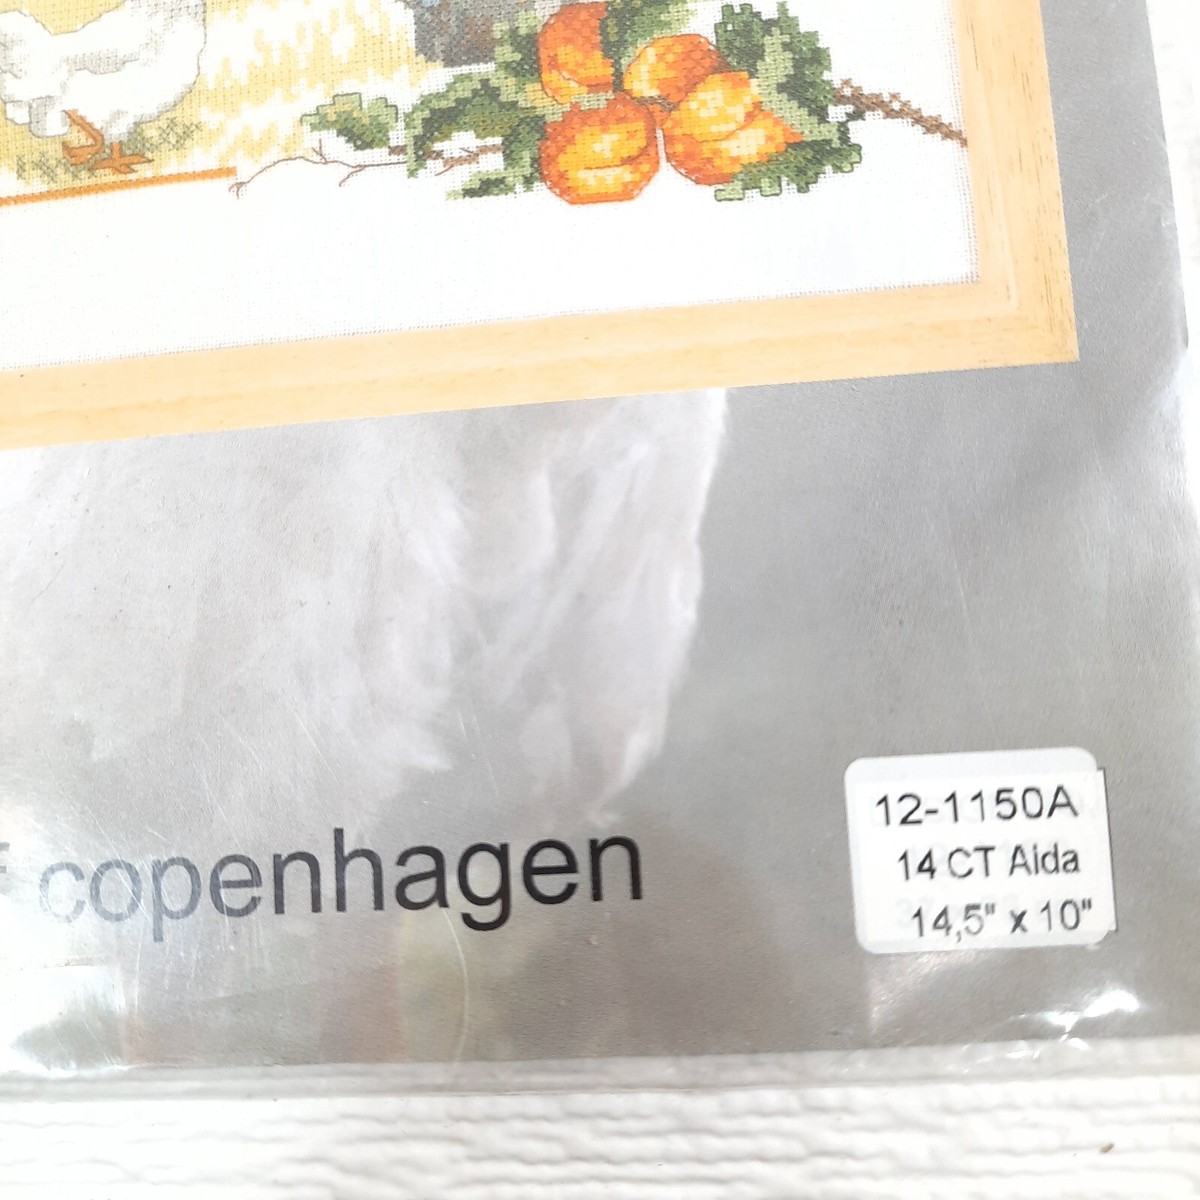 copenhagen
12-1150A
14 CT Aida
14,5" x 10"